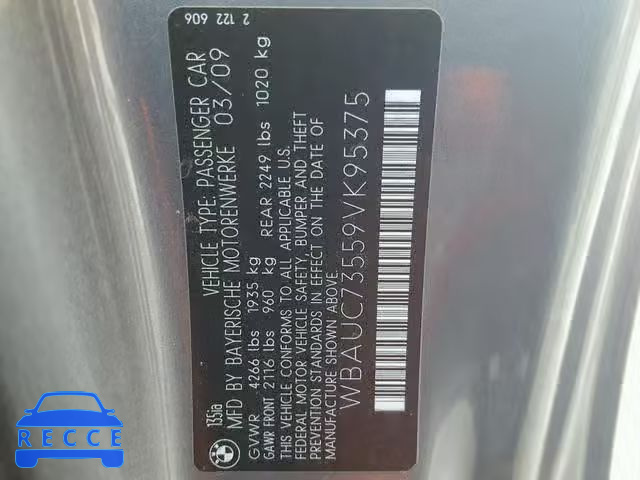 135ia
VEHICLE TYPE: PASSENGER CAR
MFD BY BAYERISCHE MOTORENWERKE 03/09
GVWR 4266 lbs 1935 kg
GAWR FRONT 2116 lbs 960 kg REAR 2249 lbs 1020 kg
THIS VEHICLE CONFORMS TO ALL APPLICABLE U.S.
FEDERAL MOTOR VEHICLE SAFETY, BUMPER AND THEFT
PREVENTION STANDARDS IN EFFECT ON THE DATE OF
MANUFACTURE SHOWN ABOVE.
WBAUC73559VK95375
2 122 606
BMW
RECCE